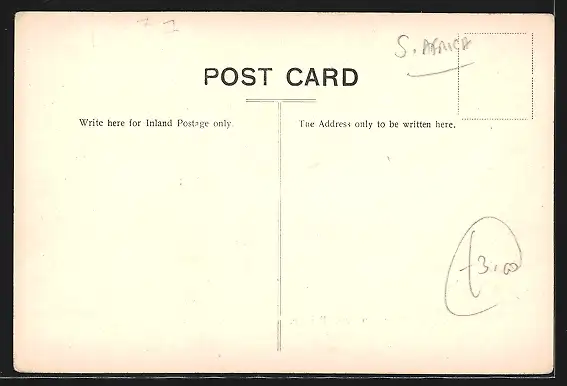 S. AFRICA
POST CARD
Write here for Inland Postage only.
The Address only to be written here.
£3.00